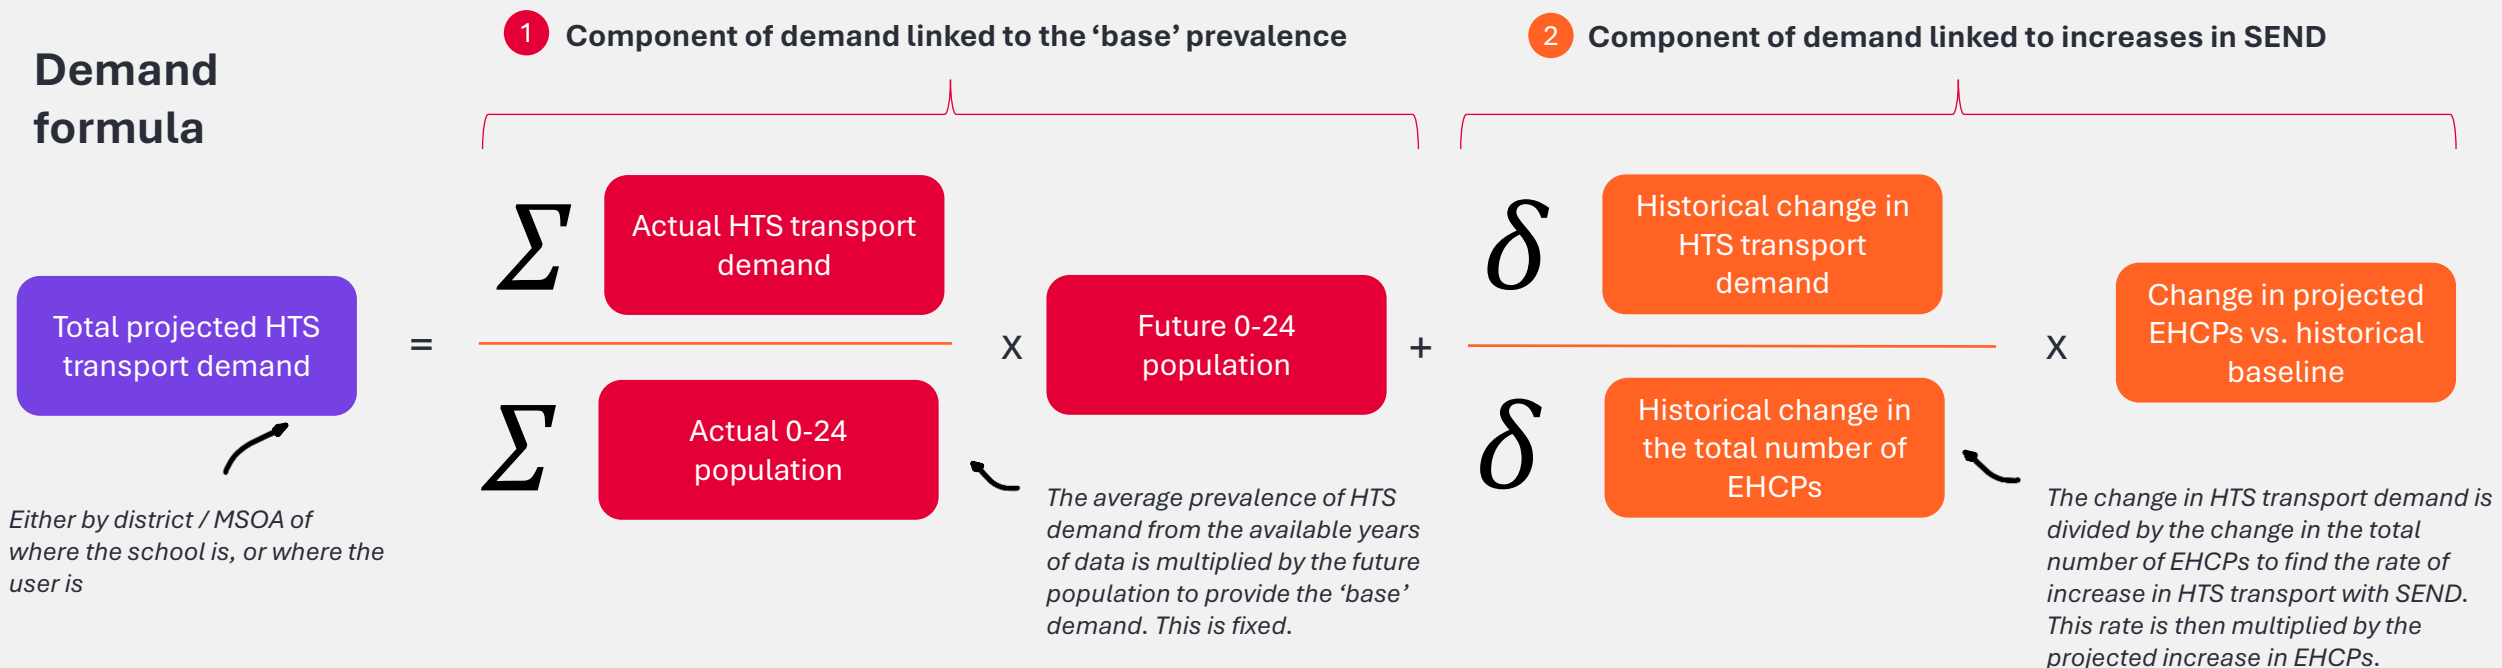 Demand
formula
1
Component of demand linked to the ‘base’ prevalence
2
Component of demand linked to increases in SEND
Total projected HTS
transport demand
=
Σ
Actual HTS transport
demand
Σ
Actual 0-24
population
X
Future 0-24
population
+
δ
Historical change in
HTS transport
demand
δ
Historical change in
the total number of
EHCPs
X
Change in projected
EHCPs vs. historical
baseline
Either by district / MSOA of
where the school is, or where the
user is
The average prevalence of HTS
demand from the available years
of data is multiplied by the future
population to provide the ‘base’
demand. This is fixed.
The change in HTS transport demand is
divided by the change in the total
number of EHCPs to find the rate of
increase in HTS transport with SEND.
This rate is then multiplied by the
projected increase in EHCPs.